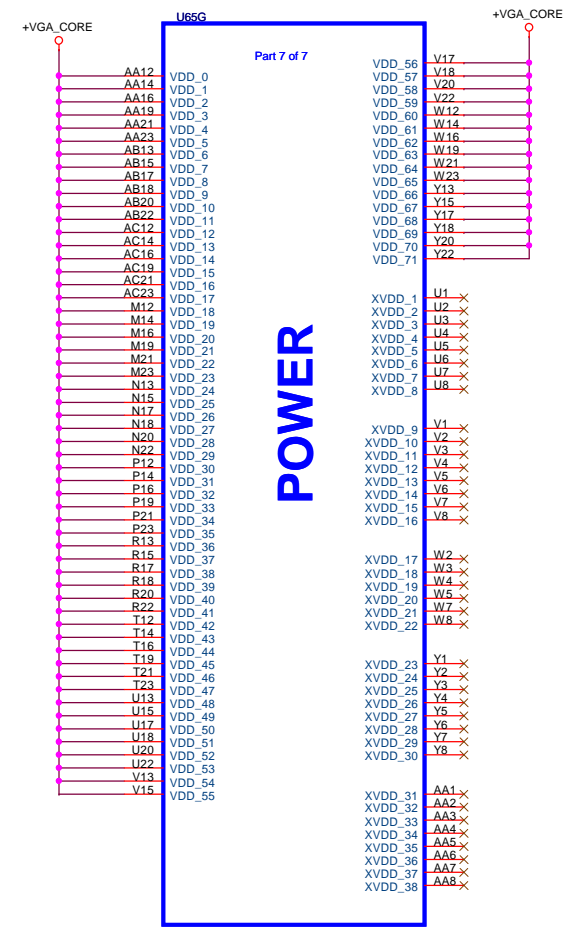 +VGA_CORE
U65G
+VGA_CORE
Part 7 of 7
POWER
AA12 VDD_0
AA14 VDD_1
AA16 VDD_2
AA19 VDD_3
AA21 VDD_4
AA23 VDD_5
AB13 VDD_6
AB15 VDD_7
AB17 VDD_8
AB18 VDD_9
AB20 VDD_10
AB22 VDD_11
AC12 VDD_12
AC14 VDD_13
AC16 VDD_14
AC19 VDD_15
AC21 VDD_16
AC23 VDD_17
M12 VDD_18
M14 VDD_19
M16 VDD_20
M19 VDD_21
M21 VDD_22
M23 VDD_23
N13 VDD_24
N15 VDD_25
N17 VDD_26
N18 VDD_27
N20 VDD_28
N22 VDD_29
P12 VDD_30
P14 VDD_31
P16 VDD_32
P19 VDD_33
P21 VDD_34
P23 VDD_35
R13 VDD_36
R15 VDD_37
R17 VDD_38
R18 VDD_39
R20 VDD_40
R22 VDD_41
T12 VDD_42
T14 VDD_43
T16 VDD_44
T19 VDD_45
T21 VDD_46
T23 VDD_47
U13 VDD_48
U15 VDD_49
U17 VDD_50
U18 VDD_51
U20 VDD_52
U22 VDD_53
V13 VDD_54
V15 VDD_55
VDD_56 V17
VDD_57 V18
VDD_58 V20
VDD_59 V22
VDD_60 W12
VDD_61 W14
VDD_62 W16
VDD_63 W19
VDD_64 W21
VDD_65 W23
VDD_66 Y13
VDD_67 Y15
VDD_68 Y17
VDD_69 Y18
VDD_70 Y20
VDD_71 Y22
XVDD_1 U1
XVDD_2 U2
XVDD_3 U3
XVDD_4 U4
XVDD_5 U5
XVDD_6 U6
XVDD_7 U7
XVDD_8 U8
XVDD_9 V1
XVDD_10 V2
XVDD_11 V3
XVDD_12 V4
XVDD_13 V5
XVDD_14 V6
XVDD_15 V7
XVDD_16 V8
XVDD_17 W2
XVDD_18 W3
XVDD_19 W4
XVDD_20 W5
XVDD_21 W7
XVDD_22 W8
XVDD_23 Y1
XVDD_24 Y2
XVDD_25 Y3
XVDD_26 Y4
XVDD_27 Y5
XVDD_28 Y6
XVDD_29 Y7
XVDD_30 Y8
XVDD_31 AA1
XVDD_32 AA2
XVDD_33 AA3
XVDD_34 AA4
XVDD_35 AA5
XVDD_36 AA6
XVDD_37 AA7
XVDD_38 AA8